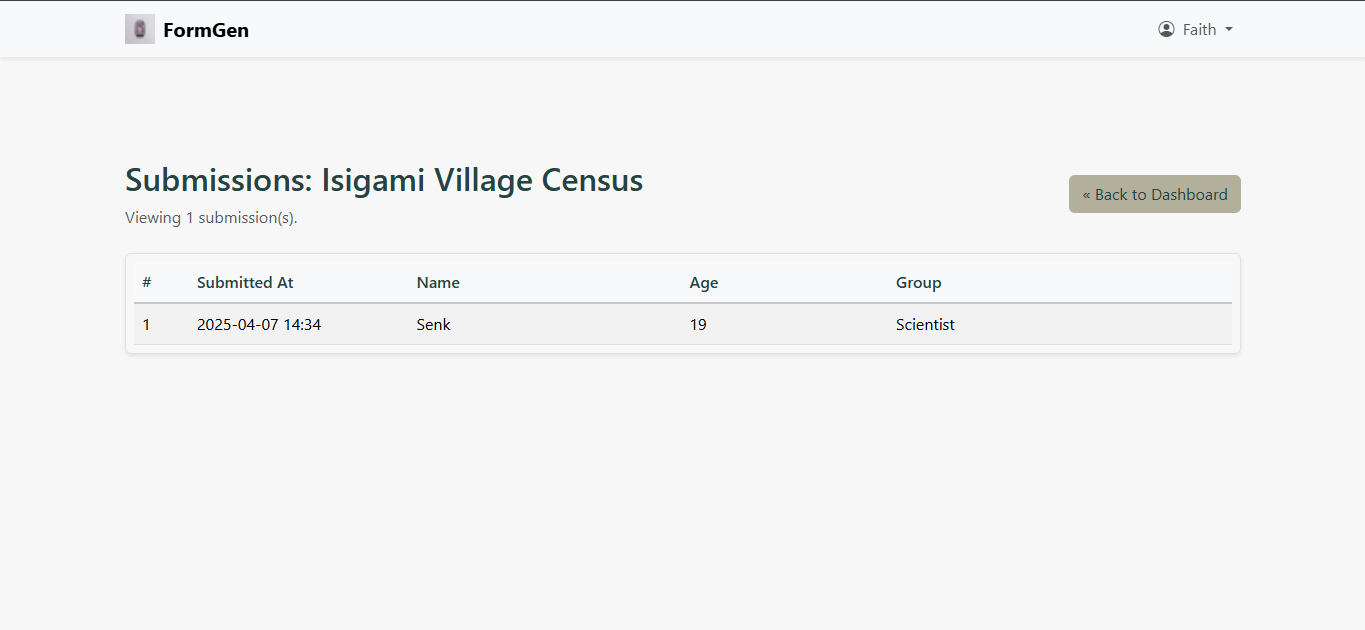 FormGen
Faith
Submissions: Isigami Village Census
Viewing 1 submission(s).
« Back to Dashboard
# Submitted At Name Age Group
1 2025-04-07 14:34 Senk 19 Scientist